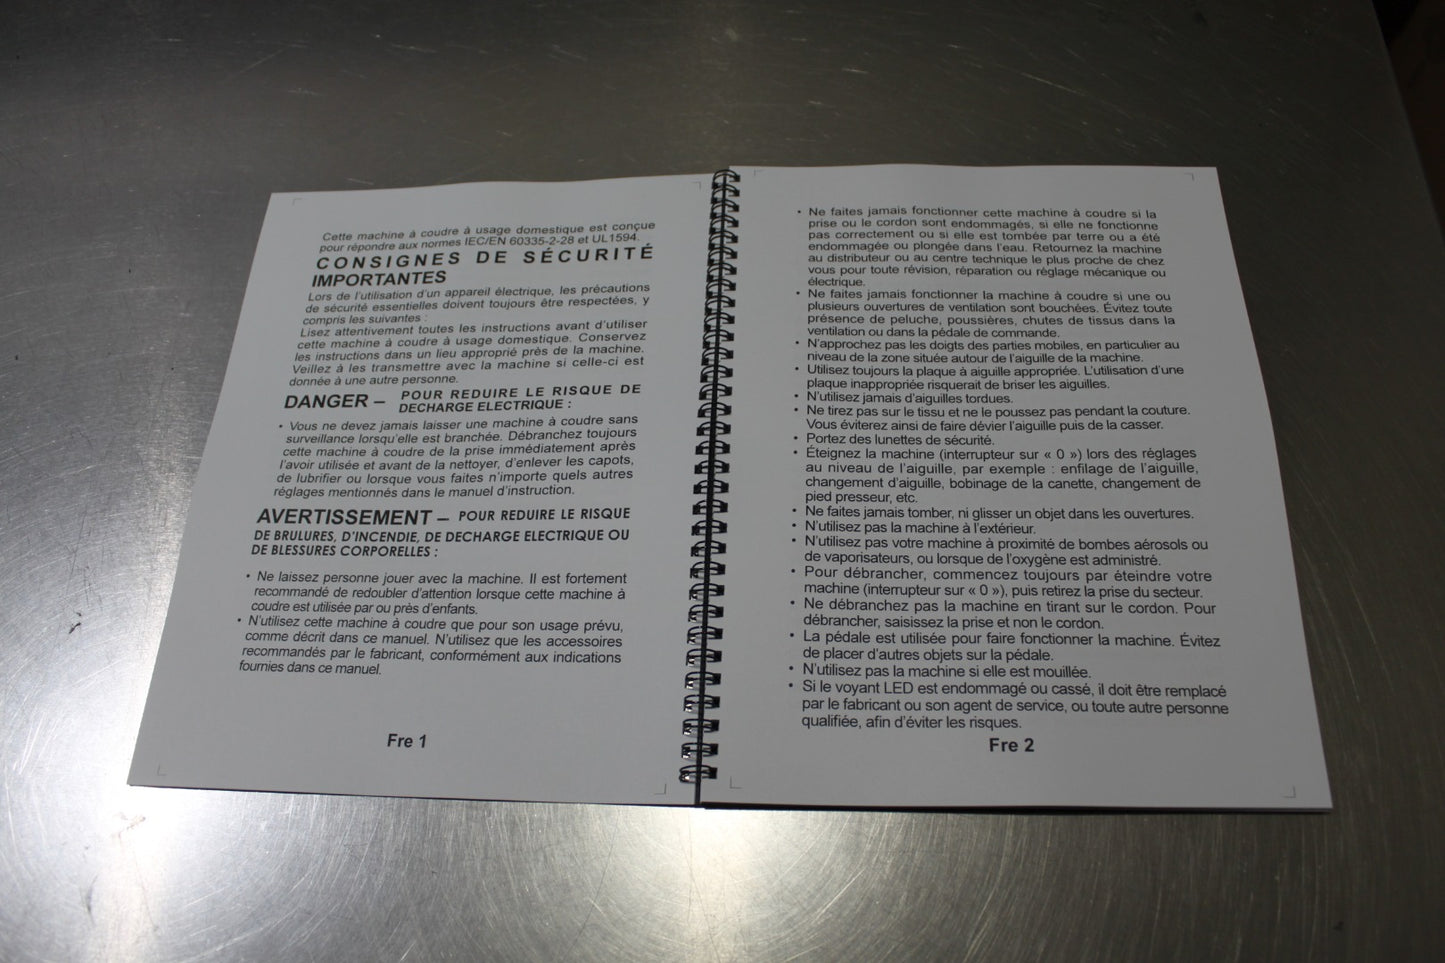 Cette machine à coudre à usage domestique est conçue
pour répondre aux normes IEC/EN 60335-2-28 et UL1594.
CONSIGNES DE SÉCURITÉ
IMPORTANTES
Lors de l'utilisation d'un appareil électrique, les précautions
de sécurité essentielles doivent toujours être respectées, y
compris les suivantes :
Lisez attentivement toutes les instructions avant d'utiliser
cette machine à coudre à usage domestique. Conservez
les instructions dans un lieu approprié près de la machine.
Veillez à les transmettre avec la machine si celle-ci est
donnée à une autre personne.
DANGER – POUR REDUIRE LE RISQUE DE
DECHARGE ELECTRIQUE :
• Vous ne devez jamais laisser une machine à coudre sans
surveillance lorsqu'elle est branchée. Débranchez toujours
cette machine à coudre de la prise immédiatement après
l'avoir utilisée et avant de la nettoyer, d'enlever les capots,
de lubrifier ou lorsque vous faites n'importe quels autres
réglages mentionnés dans le manuel d'instruction.
AVERTISSEMENT – POUR REDUIRE LE RISQUE
DE BRULURES, D'INCENDIE, DE DECHARGE ELECTRIQUE OU
DE BLESSURES CORPORELLES :
• Ne laissez personne jouer avec la machine. Il est fortement
recommandé de redoubler d'attention lorsque cette machine à
coudre est utilisée par ou près d'enfants.
• N'utilisez cette machine à coudre que pour son usage prévu,
comme décrit dans ce manuel. N'utilisez que les accessoires
recommandés par le fabricant, conformément aux indications
fournies dans ce manuel.
Fre 1
• Ne faites jamais fonctionner cette machine à coudre si la
prise ou le cordon sont endommagés, si elle ne fonctionne
pas correctement ou si elle est tombée par terre ou a été
endommagée ou plongée dans l'eau. Retournez la machine
au distributeur ou au centre technique le plus proche de chez
vous pour toute révision, réparation ou réglage mécanique ou
électrique.
• Ne faites jamais fonctionner la machine à coudre si une ou
plusieurs ouvertures de ventilation sont bouchées. Évitez toute
présence de peluche, poussières, chutes de tissus dans la
ventilation ou dans la pédale de commande.
• N'approchez pas les doigts des parties mobiles, en particulier au
niveau de la zone située autour de l'aiguille de la machine.
• Utilisez toujours la plaque à aiguille appropriée. L'utilisation d'une
plaque inappropriée risquerait de briser les aiguilles.
• N'utilisez jamais d'aiguilles tordues.
• Ne tirez pas sur le tissu et ne le poussez pas pendant la couture.
Vous éviterez ainsi de faire dévier l'aiguille puis de la casser.
• Portez des lunettes de sécurité.
• Éteignez la machine (interrupteur sur « 0 ») lors des réglages
au niveau de l'aiguille, par exemple : enfilage de l'aiguille,
changement d'aiguille, bobinage de la canette, changement de
pied presseur, etc.
• Ne faites jamais tomber, ni glisser un objet dans les ouvertures.
• N'utilisez pas la machine à l'extérieur.
• N'utilisez pas votre machine à proximité de bombes aérosols ou
de vaporisateurs, ou lorsque de l'oxygène est administré.
• Pour débrancher, commencez toujours par éteindre votre
machine (interrupteur sur « 0 »), puis retirez la prise du secteur.
• Ne débranchez pas la machine en tirant sur le cordon. Pour
débrancher, saisissez la prise et non le cordon.
• La pédale est utilisée pour faire fonctionner la machine. Évitez
de placer d'autres objets sur la pédale.
• N'utilisez pas la machine si elle est mouillée.
• Si le voyant LED est endommagé ou cassé, il doit être remplacé
par le fabricant ou son agent de service, ou toute autre personne
qualifiée, afin d'éviter les risques.
Fre 2